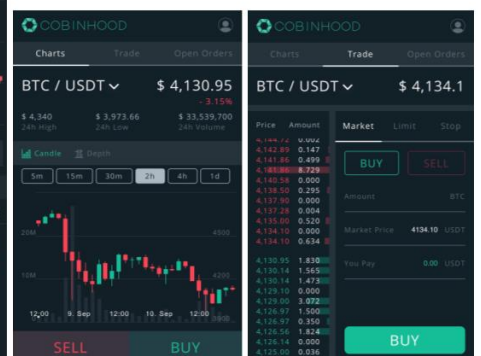 COBINHOOD
Charts Trade Open Orders
BTC / USDT $ 4,130.95
- 3.15%
$ 4,340 $ 3,973.66 $ 33,539,700
24h High 24h Low 24h Volume
Candle Depth
5m 15m 30m 2h 4h 1d
20M 4500
10M 4200
12:00 9. Sep 12:00 10. Sep 12:00
SELL BUY
COBINHOOD
Charts Trade Open Orders
BTC / USDT $ 4,134.1
Price Amount Market Limit Stop
4,144.72 0.002
4,142.89 0.147
4,141.86 0.499
4,141.86 8.729
4,140.58 0.000
4,138.50 0.295
4,137.90 0.000
4,137.28 0.004
4,135.00 0.520
4,134.10 0.000
4,134.10 0.634
BUY SELL
Amount BTC
Market Price 4134.10 USDT
You Pay 0.00 USDT
4,130.95 1.830
4,130.14 1.565
4,130.14 1.473
4,129.10 0.000
4,129.00 3.072
4,126.97 1.500
4,126.97 0.350
4,126.56 1.824
4,126.14 0.000
4,125.00 0.036
BUY